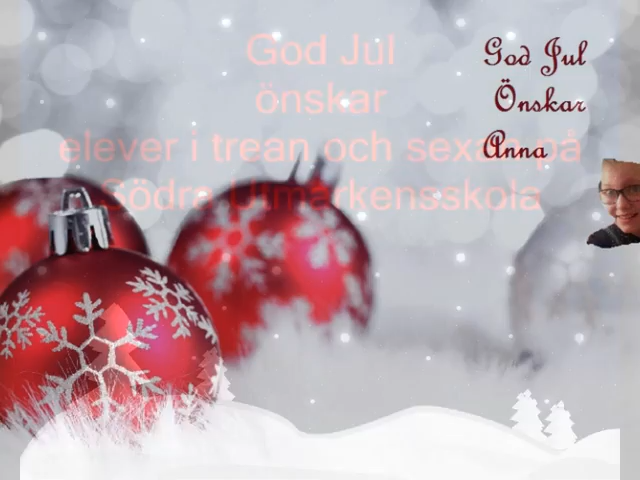 God Jul
önskar
elever i trean och sexan på
Södra Utmarkensskola
God Jul
Önskar
Anna